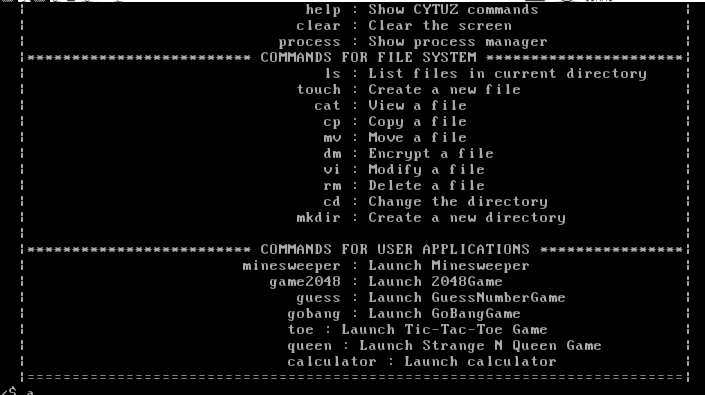 help : Show CYTUZ commands
clear : Clear the screen
process : Show process manager
¦************************* COMMANDS FOR FILE SYSTEM **********************¦
ls : List files in current directory
touch : Create a new file
cat : View a file
cp : Copy a file
mv : Move a file
dm : Encrypt a file
vi : Modify a file
rm : Delete a file
cd : Change the directory
mkdir : Create a new directory
¦************************* COMMANDS FOR USER APPLICATIONS ****************¦
minesweeper : Launch Minesweeper
game2048 : Launch 2048Game
guess : Launch GuessNumberGame
gobang : Launch GoBangGame
toe : Launch Tic-Tac-Toe Game
queen : Launch Strange N Queen Game
calculator : Launch calculator
¦=========================================================================¦
/$ a